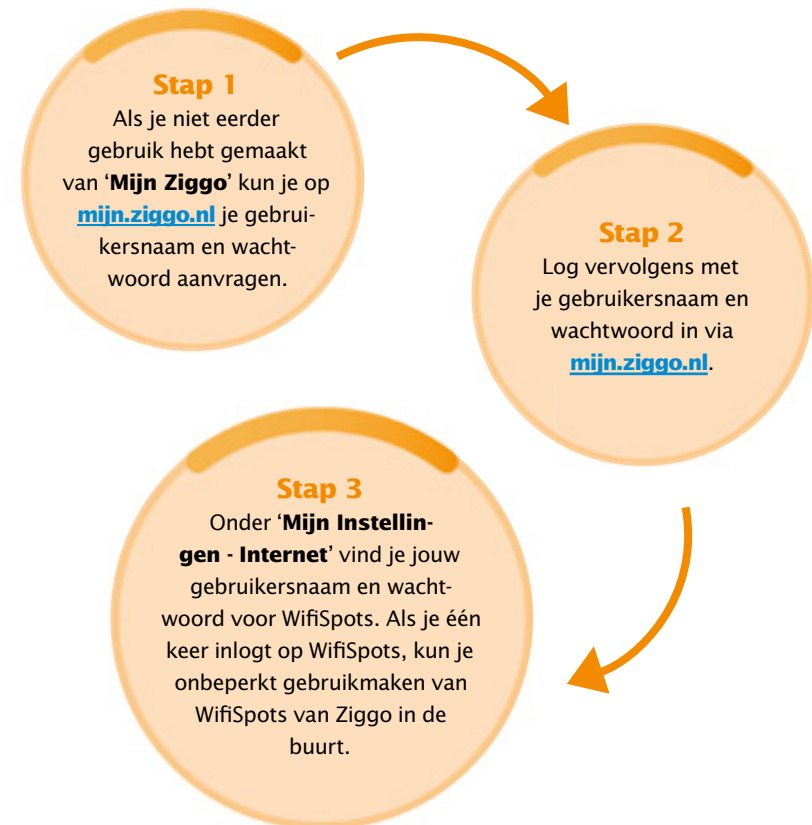 Stap 1
Als je niet eerder
gebruik hebt gemaakt
van ‘Mijn Ziggo’ kun je op
mijn.ziggo.nl je gebrui-
kersnaam en wacht-
woord aanvragen.
Stap 2
Log vervolgens met
je gebruikersnaam en
wachtwoord in via
mijn.ziggo.nl.
Stap 3
Onder ‘Mijn Instellin-
gen - Internet’ vind je jouw
gebruikersnaam en wacht-
woord voor WifiSpots. Als je één
keer inlogt op WifiSpots, kun je
onbeperkt gebruikmaken van
WifiSpots van Ziggo in de
buurt.